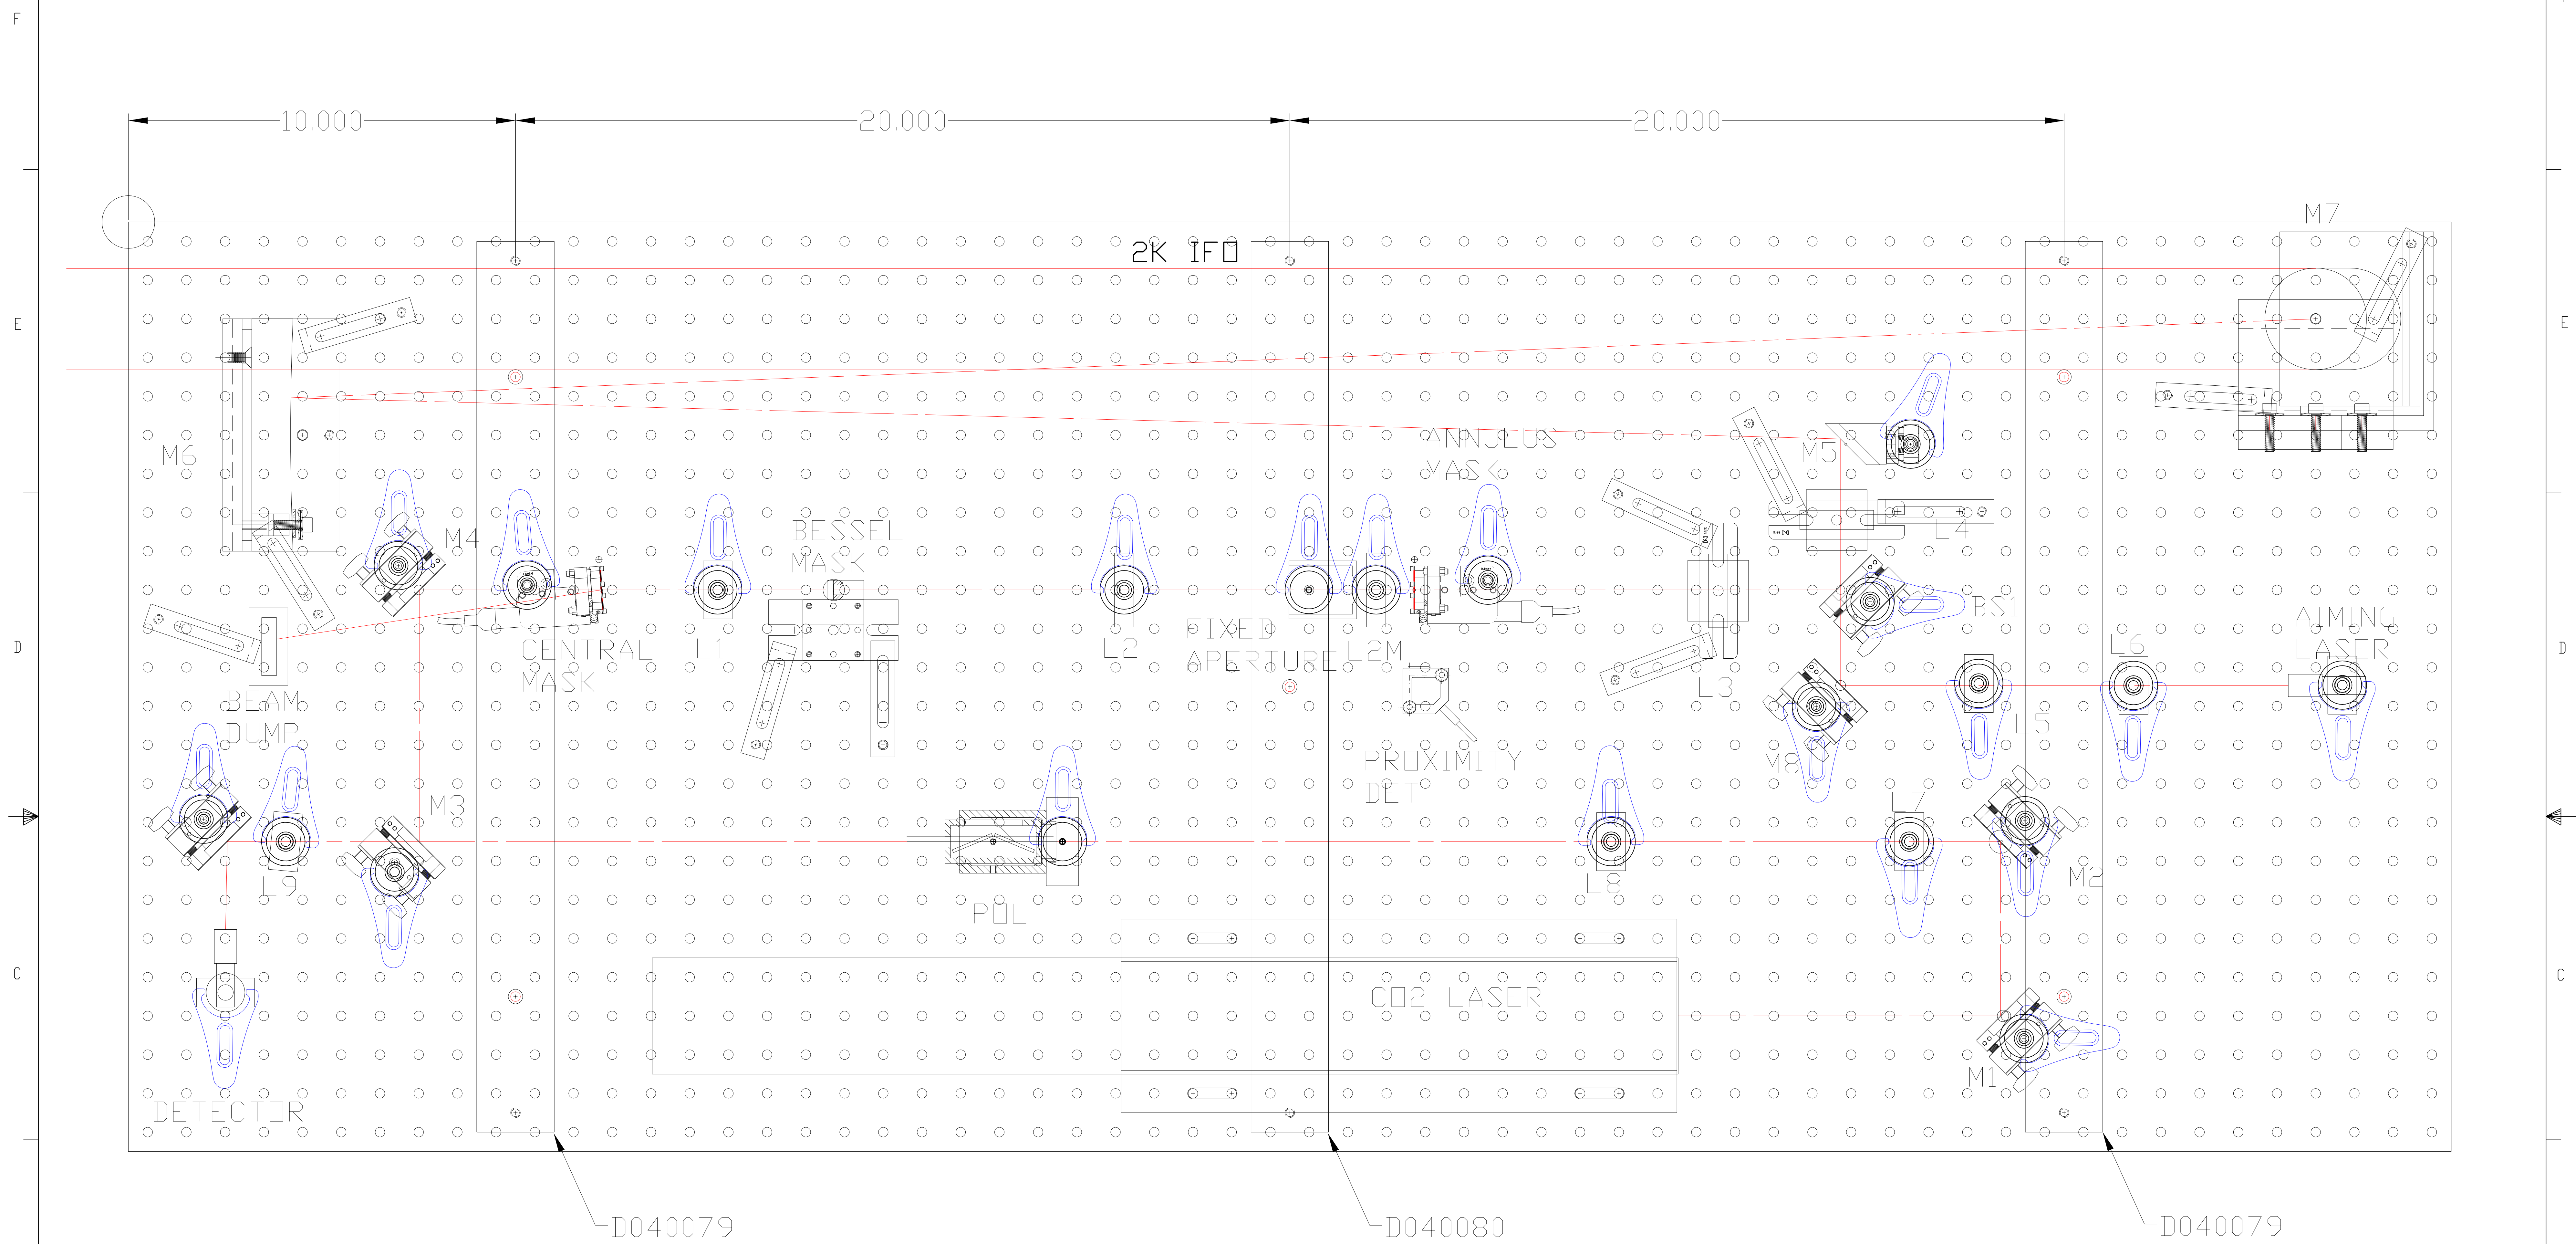 F
10.000
20.000
20.000
M7
2K IFO
E
E
ANNULUS
MASK
M5
M6
M4
BESSEL
MASK
L4
BS1
AIMING
LASER
FIXED
APERTURE
L2
L2M
L1
CENTRAL
MASK
L6
D
D
L3
BEAM
DUMP
L5
PROXIMITY
DET
M8
M3
L7
M2
L9
L8
POL
C
C
CO2 LASER
M1
DETECTOR
D040079
D040080
D040079